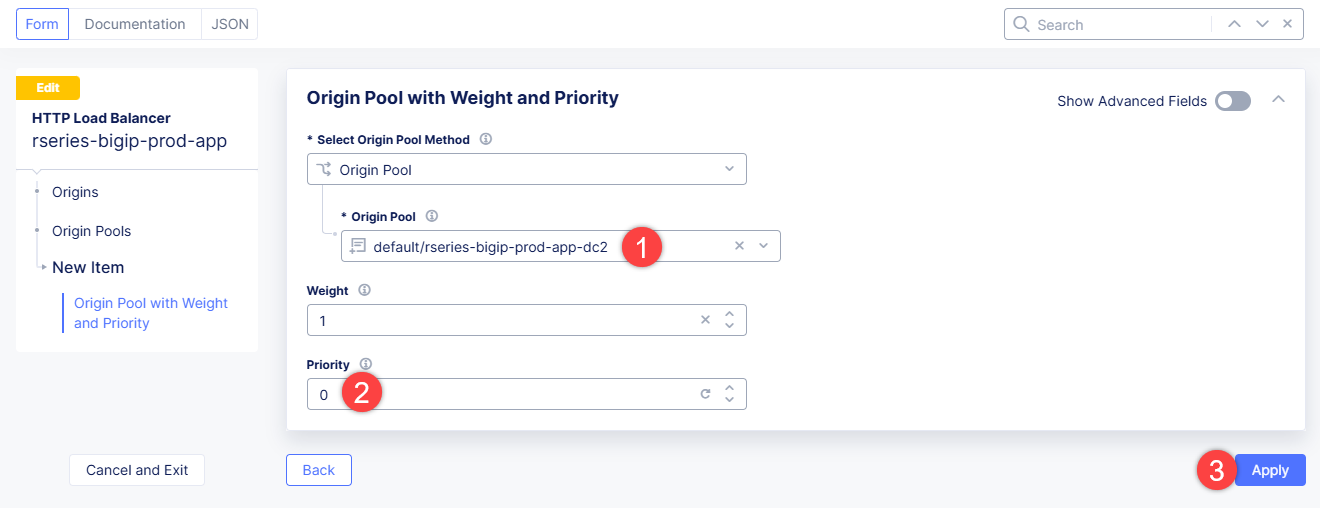 Form Documentation JSON
Search
Edit
HTTP Load Balancer
rseries-bigip-prod-app
Origins
Origin Pools
New Item
Origin Pool with Weight
and Priority
Origin Pool with Weight and Priority
Show Advanced Fields
* Select Origin Pool Method
Origin Pool
* Origin Pool
default/rseries-bigip-prod-app-dc2
1
Weight
1
Priority
0
2
Cancel and Exit
Back
3
Apply